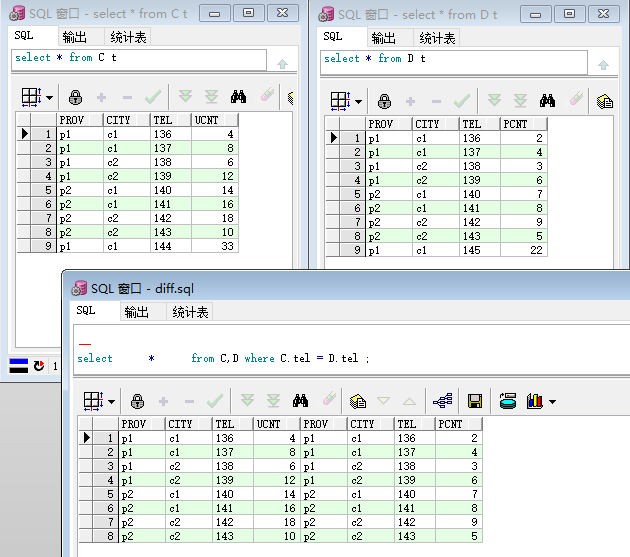 SQL 窗口 - select * from C t
SQL 输出 统计表
select * from C t
PROV CITY TEL UCNT
1 p1 c1 136 4
2 p1 c1 137 8
3 p1 c2 138 6
4 p1 c2 139 12
5 p2 c1 140 14
6 p2 c1 141 16
7 p2 c2 142 18
8 p2 c2 143 10
9 p1 c1 144 33
1
SQL 窗口 - select * from D t
SQL 输出 统计表
select * from D t
PROV CITY TEL PCNT
1 p1 c1 136 2
2 p1 c1 137 4
3 p1 c2 138 3
4 p1 c2 139 6
5 p2 c1 140 7
6 p2 c1 141 8
7 p2 c2 142 9
8 p2 c2 143 5
9 p1 c1 145 22
SQL 窗口 - diff.sql
SQL 输出 统计表
select * from C,D where C.tel = D.tel ;
PROV CITY TEL UCNT PROV CITY TEL PCNT
1 p1 c1 136 4 p1 c1 136 2
2 p1 c1 137 8 p1 c1 137 4
3 p1 c2 138 6 p1 c2 138 3
4 p1 c2 139 12 p1 c2 139 6
5 p2 c1 140 14 p2 c1 140 7
6 p2 c1 141 16 p2 c1 141 8
7 p2 c2 142 18 p2 c2 142 9
8 p2 c2 143 10 p2 c2 143 5